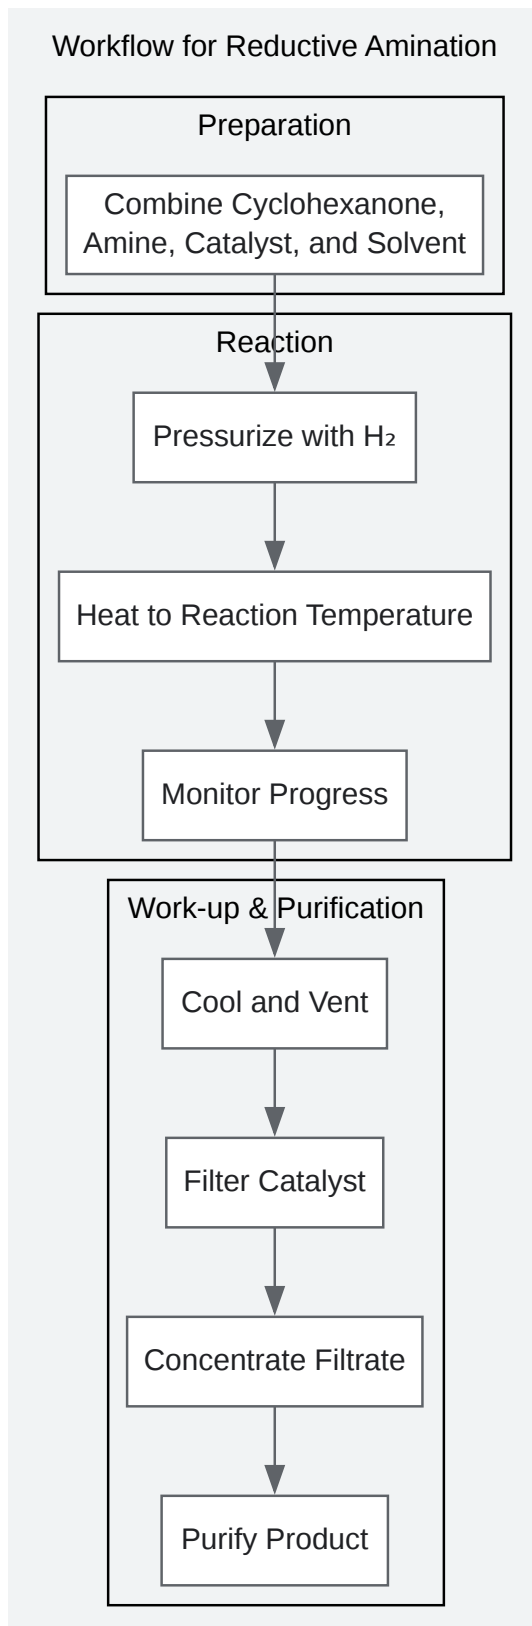 Workflow for Reductive Amination
Preparation
Combine Cyclohexanone,
Amine, Catalyst, and Solvent
Reaction
Pressurize with H₂
Heat to Reaction Temperature
Monitor Progress
Work-up & Purification
Cool and Vent
Filter Catalyst
Concentrate Filtrate
Purify Product